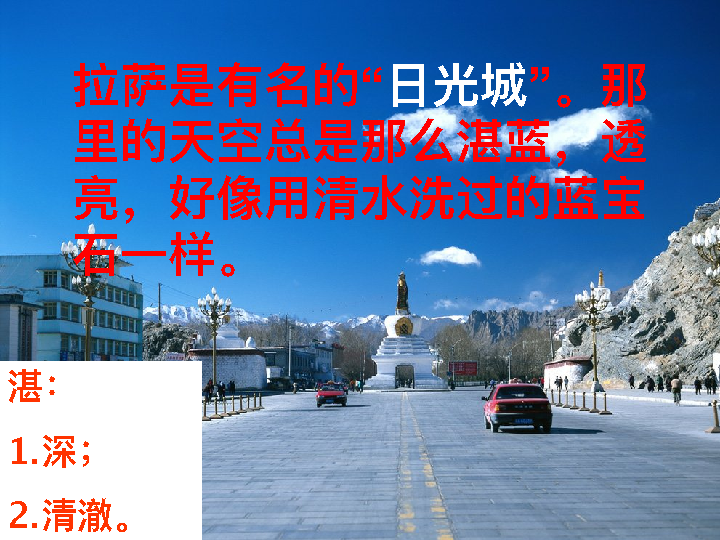 拉萨是有名的“日光城”。那
里的天空总是那么湛蓝，透
亮，好像用清水洗过的蓝宝
石一样。
湛：
1.深；
2.清澈。